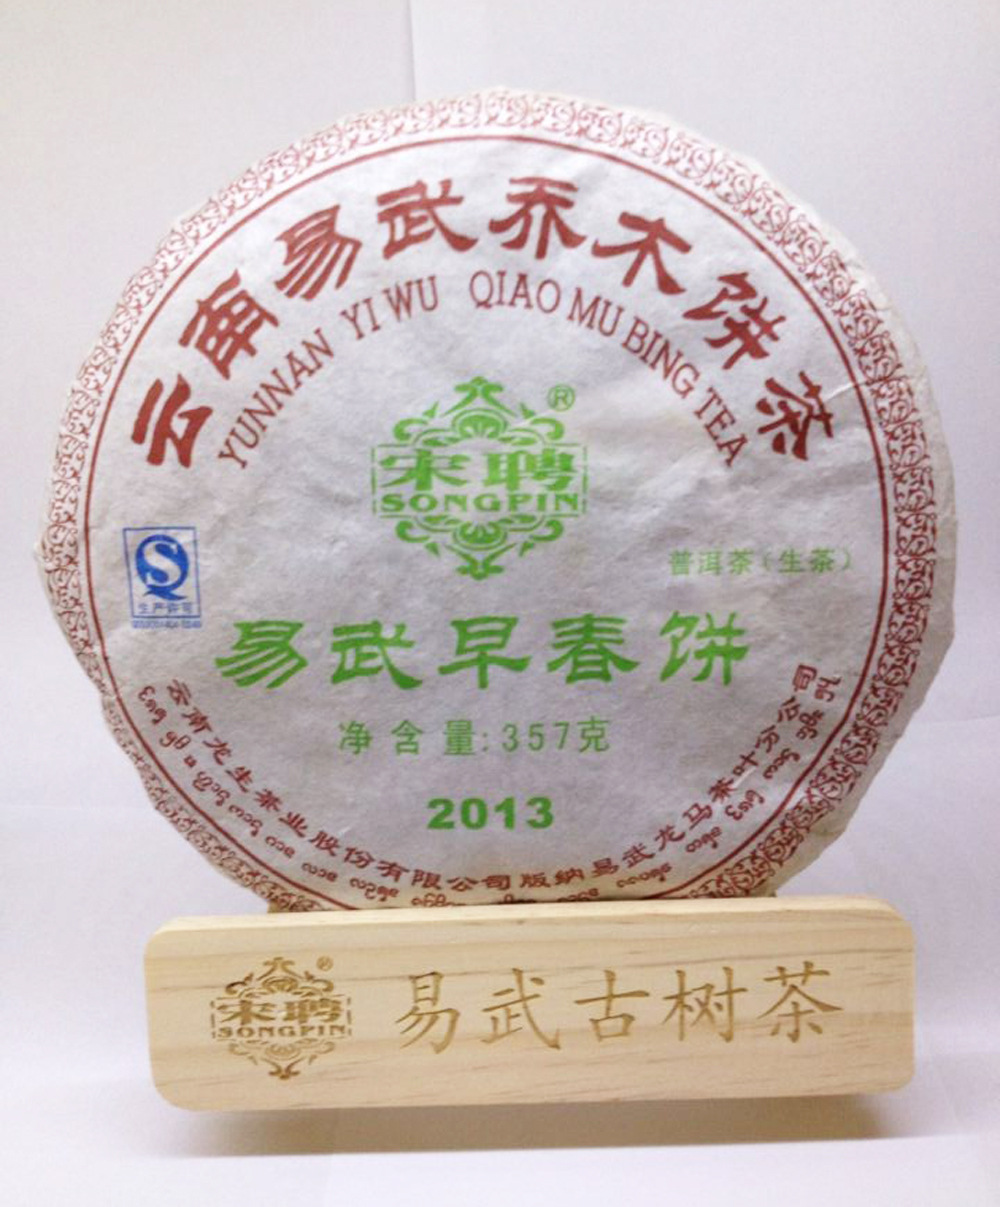 云南易武乔木饼茶
YUNNAN YI WU QIAO MU BING TEA
®
宋聘
SONGPIN
普洱茶(生茶)
生产许可
易武早春饼
净含量:357克
2013
云南龙生茶业股份有限公司版纳易武龙马茶叶分公司
宋聘®
SONGPIN
易武古树茶